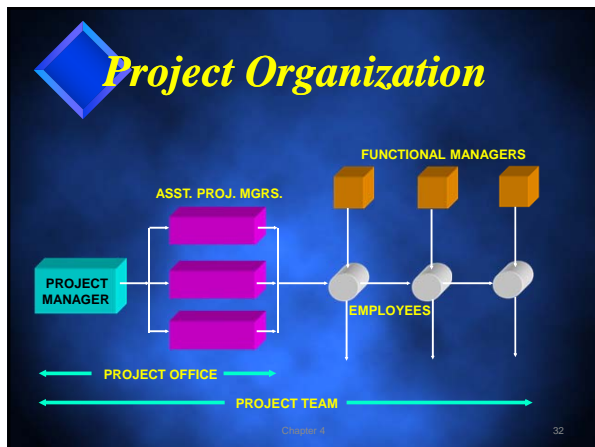 Project Organization
FUNCTIONAL MANAGERS
ASST. PROJ. MGRS.
PROJECT
MANAGER
EMPLOYEES
PROJECT OFFICE
PROJECT TEAM
Chapter 4
32